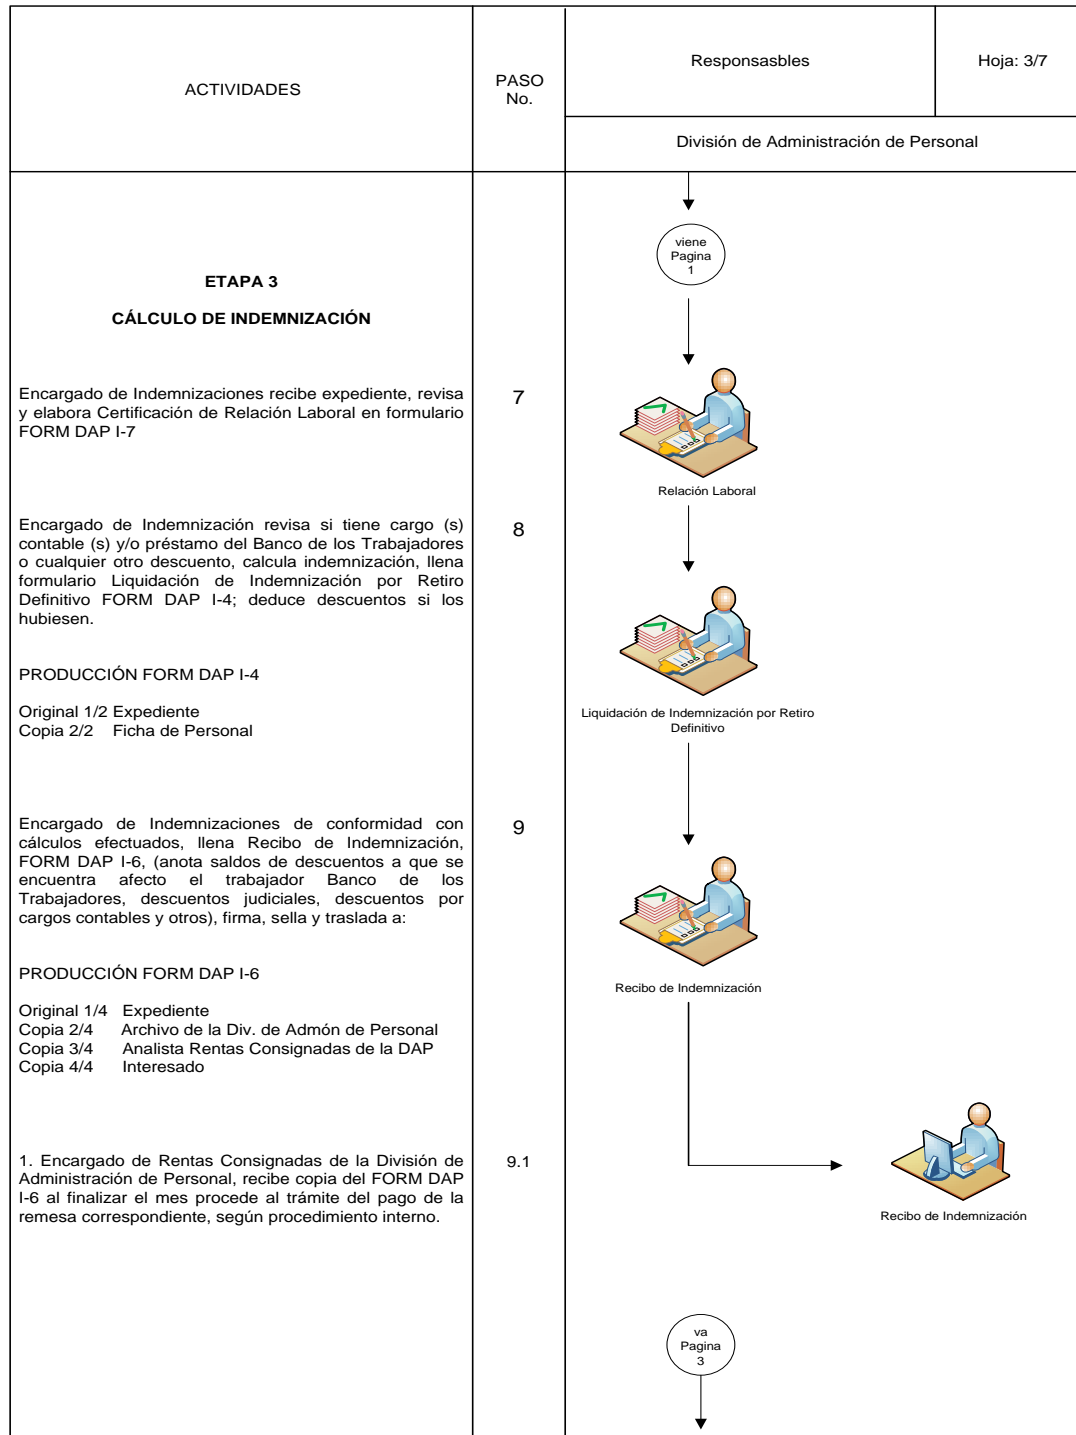 ACTIVIDADES
PASO
No.
Responsasbles
Hoja: 3/7
División de Administración de Personal
viene
Pagina
1
ETAPA 3
CÁLCULO DE INDEMNIZACIÓN
Encargado de Indemnizaciones recibe expediente, revisa
y elabora Certificación de Relación Laboral en formulario
FORM DAP I-7
7
Relación Laboral
Encargado de Indemnización revisa si tiene cargo (s)
contable (s) y/o préstamo del Banco de los Trabajadores
o cualquier otro descuento, calcula indemnización, llena
formulario Liquidación de Indemnización por Retiro
Definitivo FORM DAP I-4; deduce descuentos si los
hubiesen.
8
PRODUCCIÓN FORM DAP I-4
Original 1/2 Expediente
Copia 2/2 Ficha de Personal
Liquidación de Indemnización por Retiro
Definitivo
Encargado de Indemnizaciones de conformidad con
cálculos efectuados, llena Recibo de Indemnización,
FORM DAP I-6, (anota saldos de descuentos a que se
encuentra afecto el trabajador Banco de los
Trabajadores, descuentos judiciales, descuentos por
cargos contables y otros), firma, sella y traslada a:
9
PRODUCCIÓN FORM DAP I-6
Original 1/4 Expediente
Copia 2/4 Archivo de la Div. de Admón de Personal
Copia 3/4 Analista Rentas Consignadas de la DAP
Copia 4/4 Interesado
Recibo de Indemnización
1. Encargado de Rentas Consignadas de la División de
Administración de Personal, recibe copia del FORM DAP
I-6 al finalizar el mes procede al trámite del pago de la
remesa correspondiente, según procedimiento interno.
9.1
Recibo de Indemnización
va
Pagina
3